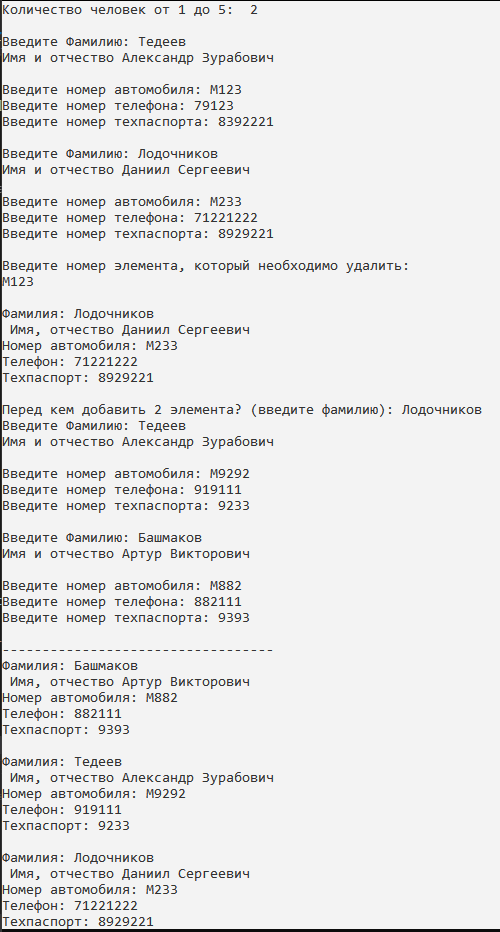 Количество человек от 1 до 5:  2
Введите Фамилию: Тедеев
Имя и отчество Александр Зурабович
Введите номер автомобиля: М123
Введите номер телефона: 79123
Введите номер техпаспорта: 8392221
Введите Фамилию: Лодочников
Имя и отчество Даниил Сергеевич
Введите номер автомобиля: М233
Введите номер телефона: 71221222
Введите номер техпаспорта: 8929221
Введите номер элемента, который необходимо удалить:
М123
Фамилия: Лодочников
 Имя, отчество Даниил Сергеевич
Номер автомобиля: М233
Телефон: 71221222
Техпаспорт: 8929221
Перед кем добавить 2 элемента? (введите фамилию): Лодочников
Введите Фамилию: Тедеев
Имя и отчество Александр Зурабович
Введите номер автомобиля: М9292
Введите номер телефона: 919111
Введите номер техпаспорта: 9233
Введите Фамилию: Башмаков
Имя и отчество Артур Викторович
Введите номер автомобиля: М882
Введите номер телефона: 882111
Введите номер техпаспорта: 9393
----------------------------------
Фамилия: Башмаков
 Имя, отчество Артур Викторович
Номер автомобиля: М882
Телефон: 882111
Техпаспорт: 9393
Фамилия: Тедеев
 Имя, отчество Александр Зурабович
Номер автомобиля: М9292
Телефон: 919111
Техпаспорт: 9233
Фамилия: Лодочников
 Имя, отчество Даниил Сергеевич
Номер автомобиля: М233
Телефон: 71221222
Техпаспорт: 8929221